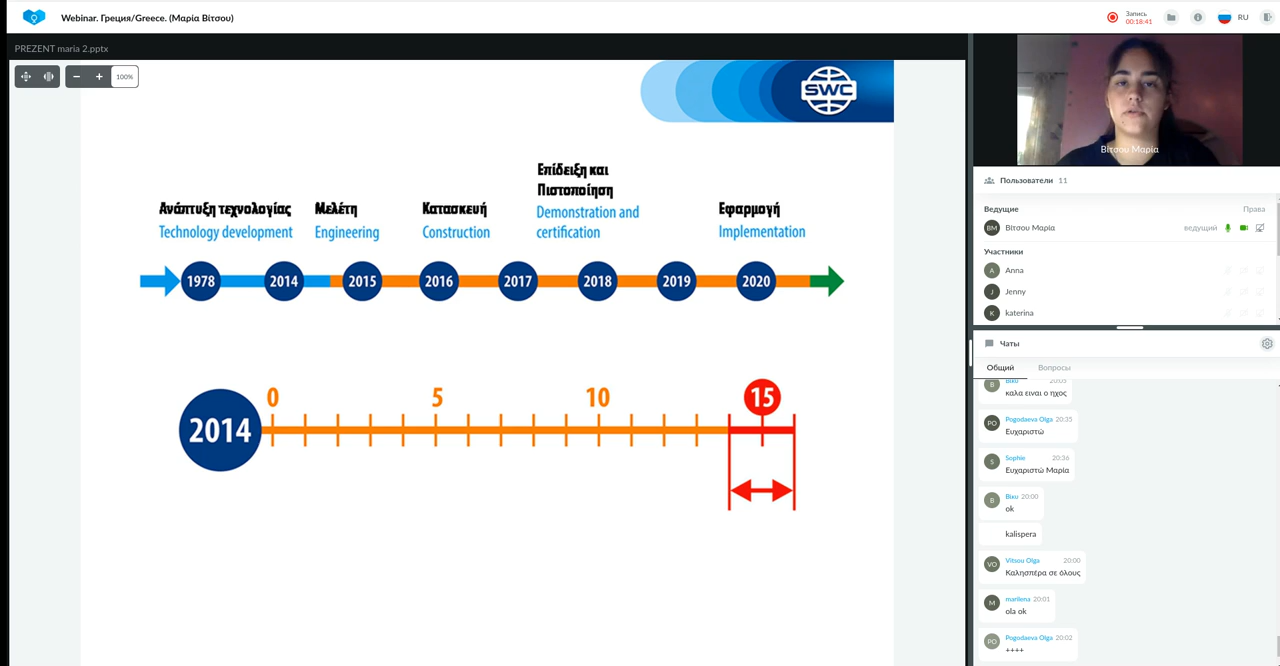 Webinar. Греция/Greece. (Μαρία Βίτσου)
Запись
00:18:41
RU
PREZENT maria 2.pptx
100%
SWC
Επίδειξη και
Πιστοποίηση
Demonstration and
certification
Ανάπτυξη τεχνολογίας
Technology development
Μελέτη
Engineering
Κατασκευή
Construction
Εφαρμογή
Implementation
1978 2014 2015 2016 2017 2018 2019 2020
0 5 10 15
2014
Βίτσου Μαρία
Пользователи 11
Ведущие Права
ΒΜ Βίτσου Μαρία ведущий
Участники
A Anna
J Jenny
K katerina
Чаты
Общий Вопросы
καλα ειναι ο ηχος
PO Pogodaeva Olga 20:35
Ευχαριστώ
S Sophie 20:36
Ευχαριστώ Μαρία
В Вίκυ 20:00
ok
kalispera
VO Vitsou Olga 20:00
Καλησπέρα σε όλους
M marilena 20:01
ola ok
PO Pogodaeva Olga 20:02
++++